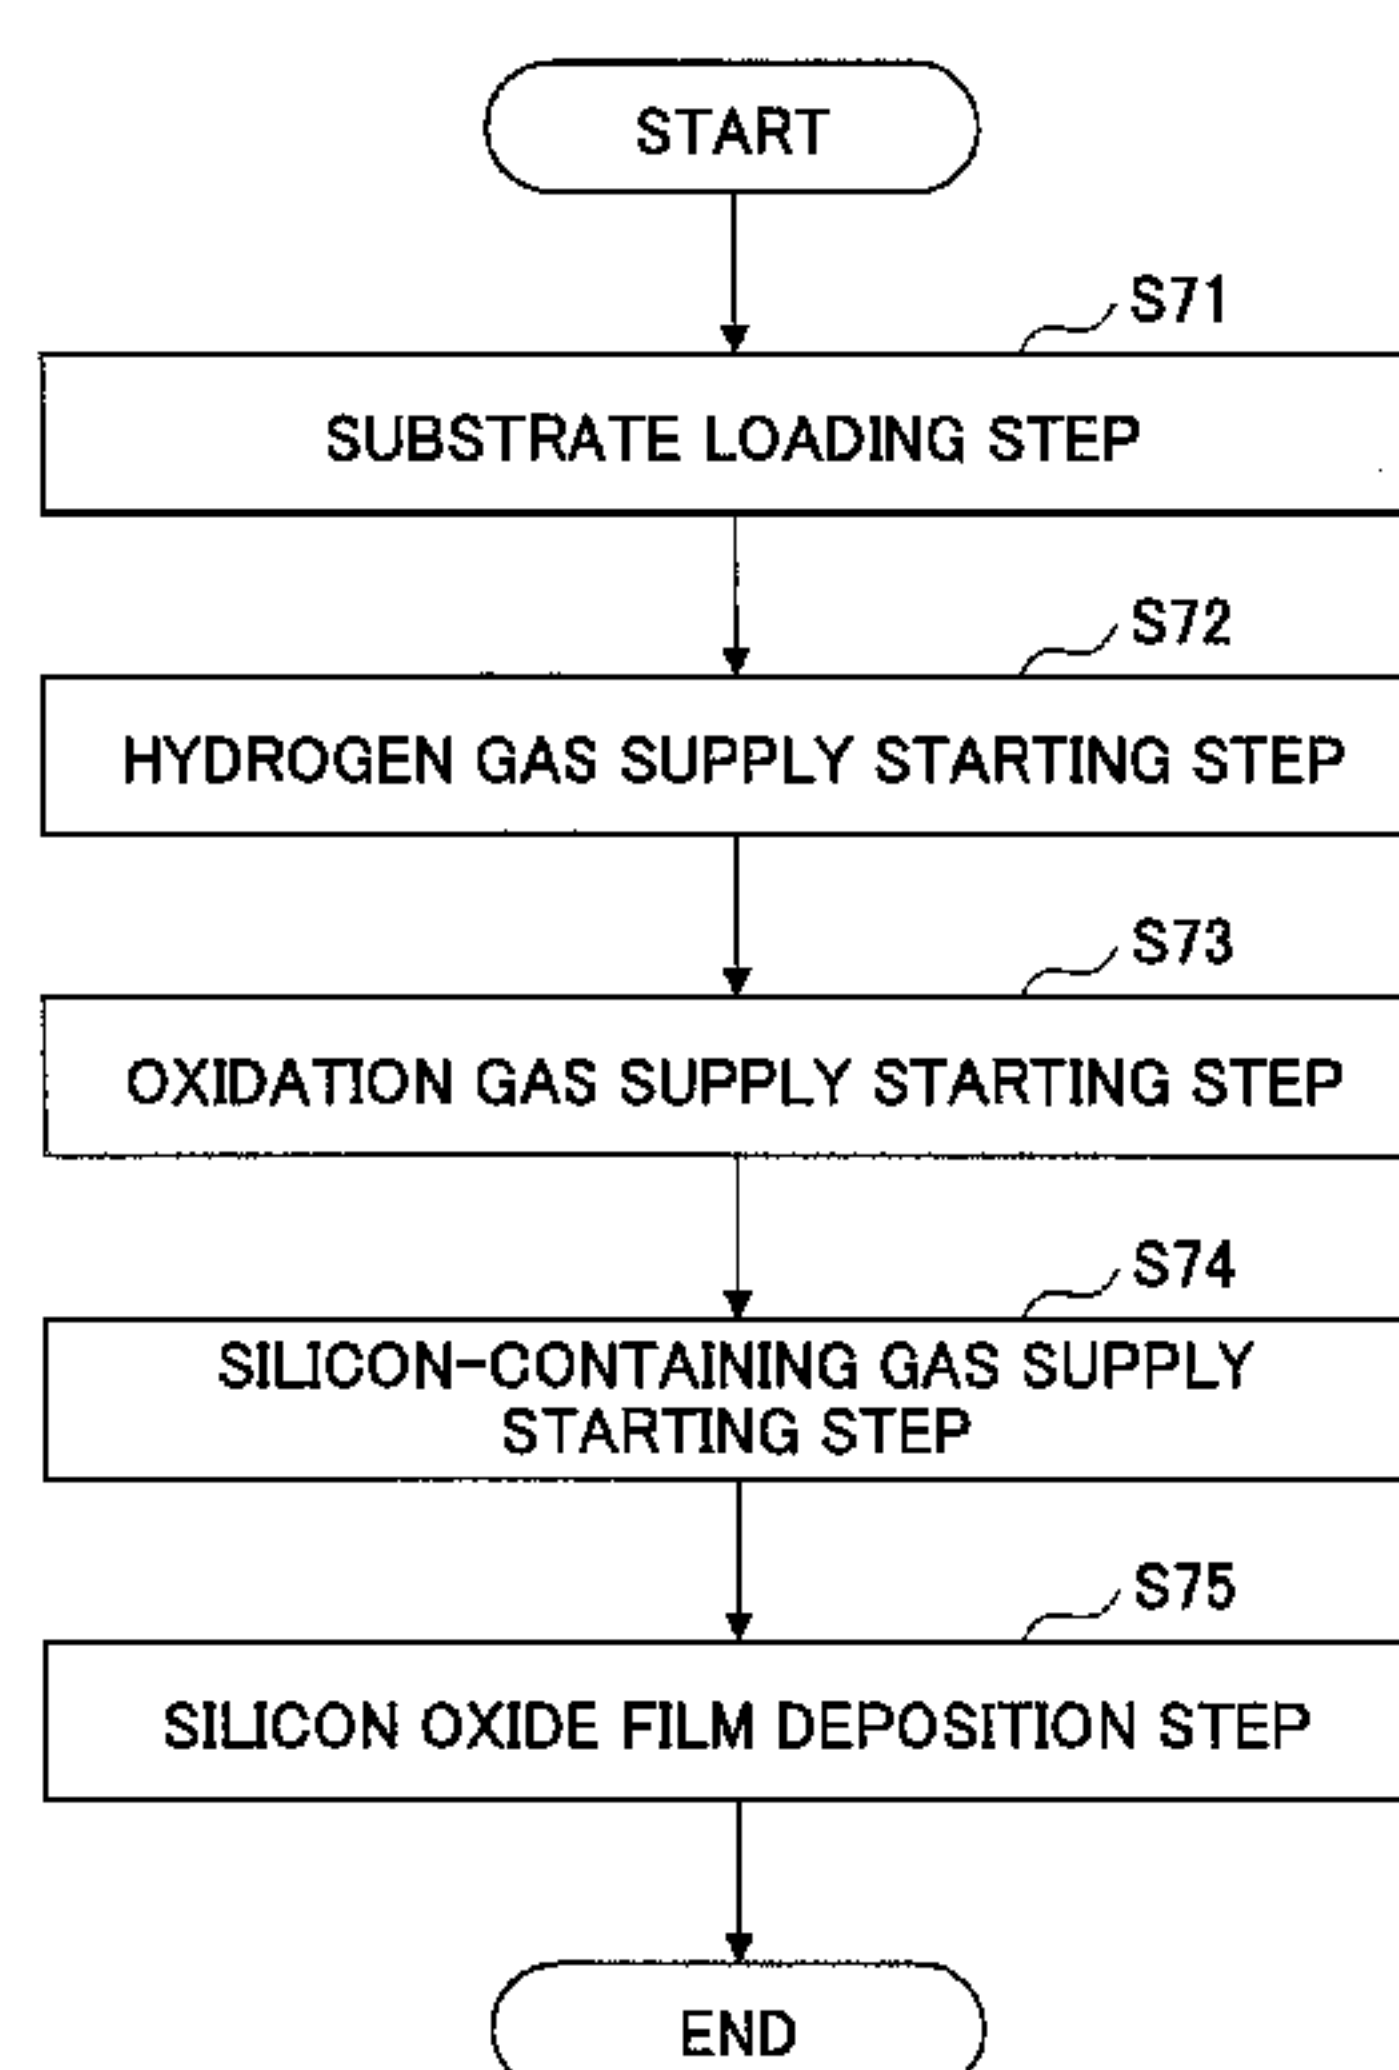 START
S71
SUBSTRATE LOADING STEP
S72
HYDROGEN GAS SUPPLY STARTING STEP
S73
OXIDATION GAS SUPPLY STARTING STEP
S74
SILICON-CONTAINING GAS SUPPLY
STARTING STEP
S75
SILICON OXIDE FILM DEPOSITION STEP
END